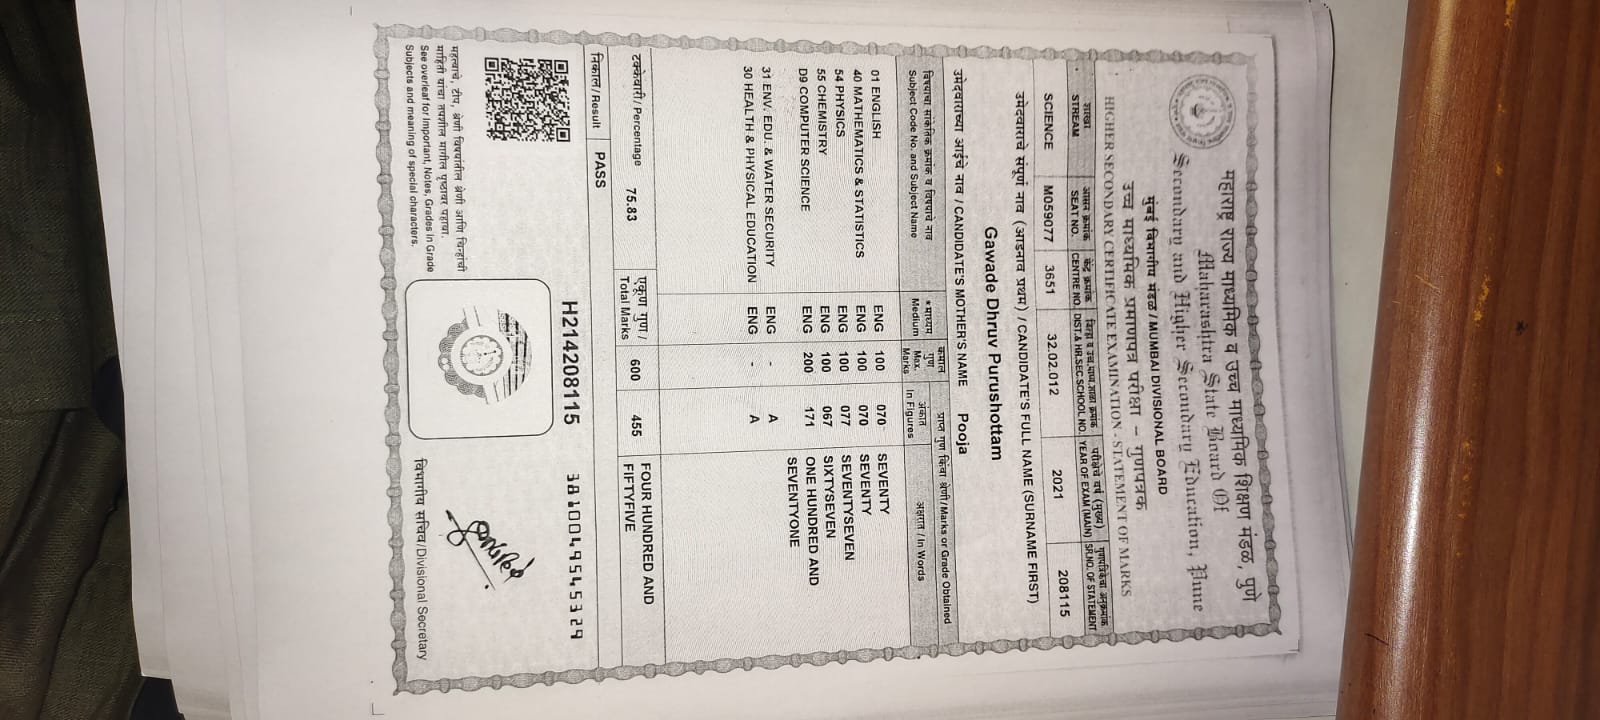 महाराष्ट्र राज्य माध्यमिक व उच्च माध्यमिक शिक्षण मंडळ, पुणे
Maharashtra State Board Of
Secondary and Higher Secondary Education, Pune
मुंबई विभागीय मंडळ / MUMBAI DIVISIONAL BOARD
उच्च माध्यमिक प्रमाणपत्र परीक्षा – गुणपत्रक
HIGHER SECONDARY CERTIFICATE EXAMINATION - STATEMENT OF MARKS
शाखा आसन क्रमांक केंद्र क्रमांक जिल्हा व उच्च.माध्य.शाळा क्रमांक परीक्षेचे वर्ष (मुख्य) गुणपत्रिकेचा अनुक्रमांक
STREAM SEAT NO. CENTRE NO. DIST.& HR.SEC.SCHOOL NO. YEAR OF EXAM (MAIN) SR.NO. OF STATEMENT
SCIENCE M059077 3651 32.02.012 2021 208115
उमेदवाराचे संपूर्ण नाव (आडनाव प्रथम) / CANDIDATE'S FULL NAME (SURNAME FIRST)
Gawade Dhruv Purushottam
उमेदवाराच्या आईचे नाव / CANDIDATE'S MOTHER'S NAME Pooja
विषयाचा सांकेतिक क्रमांक व विषयाचे नाव
Subject Code No. and Subject Name
*माध्यम
Medium
कमाल
गुण
Max.
Marks
प्राप्त गुण किंवा श्रेणी/Marks or Grade Obtained
अंकात
In Figures
अक्षरात / In Words
01 ENGLISH ENG 100 070 SEVENTY
40 MATHEMATICS & STATISTICS ENG 100 070 SEVENTY
54 PHYSICS ENG 100 077 SEVENTYSEVEN
55 CHEMISTRY ENG 100 067 SIXTYSEVEN
D9 COMPUTER SCIENCE ENG 200 171 ONE HUNDRED AND
SEVENTYONE
31 ENV. EDU. & WATER SECURITY ENG - A
30 HEALTH & PHYSICAL EDUCATION ENG - A
टक्केवारी/ Percentage 75.83
एकूण गुण /
Total Marks
600 455
FOUR HUNDRED AND
FIFTYFIVE
निकाल/ Result PASS
H214208115
3810049545329
महत्वाचे, टीप, श्रेणी विषयांतील श्रेणी आणि चिन्हांची
माहिती यांचा तपशील मागील पृष्ठावर पहावा.
See overleaf for Important, Notes, Grades in Grade
Subjects and meaning of special characters.
विभागीय सचिव/Divisional Secretary